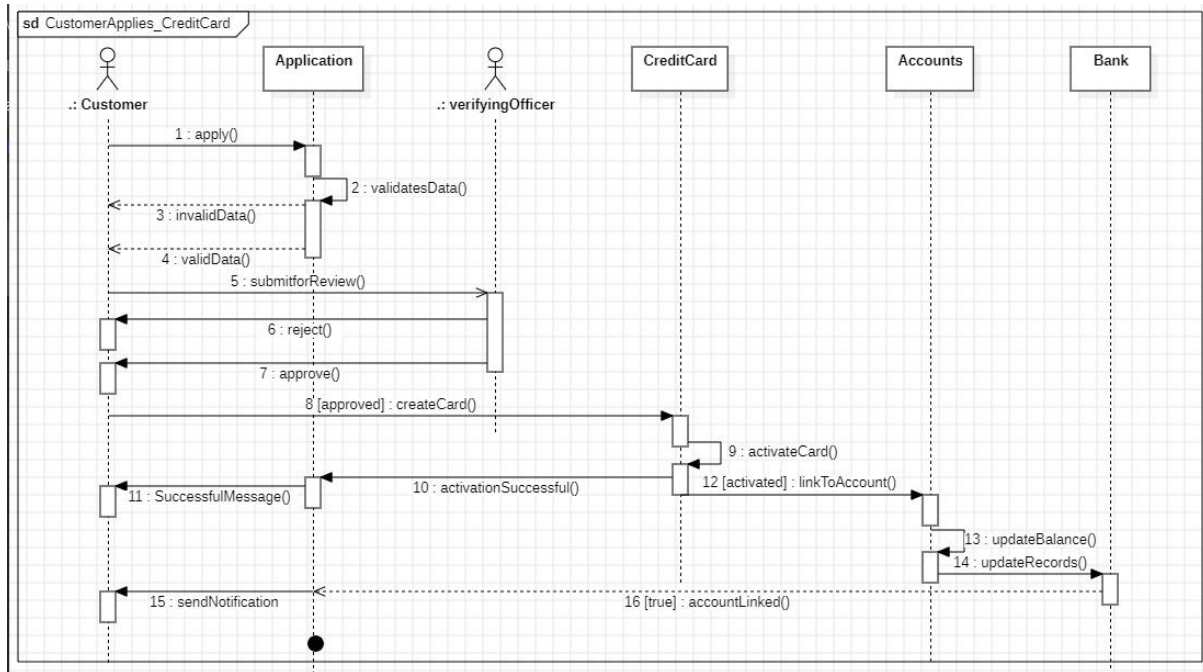 sd CustomerApplies_CreditCard
.: Customer
Application
.: verifyingOfficer
CreditCard
Accounts
Bank
1 : apply()
2 : validatesData()
3 : invalidData()
4 : validData()
5 : submitforReview()
6 : reject()
7 : approve()
8 [approved] : createCard()
9 : activateCard()
10 : activationSuccessful()
11 : SuccessfulMessage()
12 [activated] : linkToAccount()
13 : updateBalance()
14 : updateRecords()
15 : sendNotification
16 [true] : accountLinked()